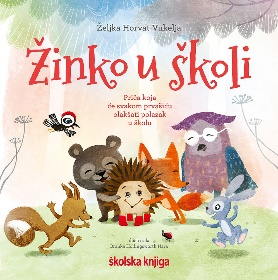 Željka Horvat-Vukelja
Žinko u školi
Priča koja
će svakom prvašiću
olakšati polazak
u školu
školska knjiga